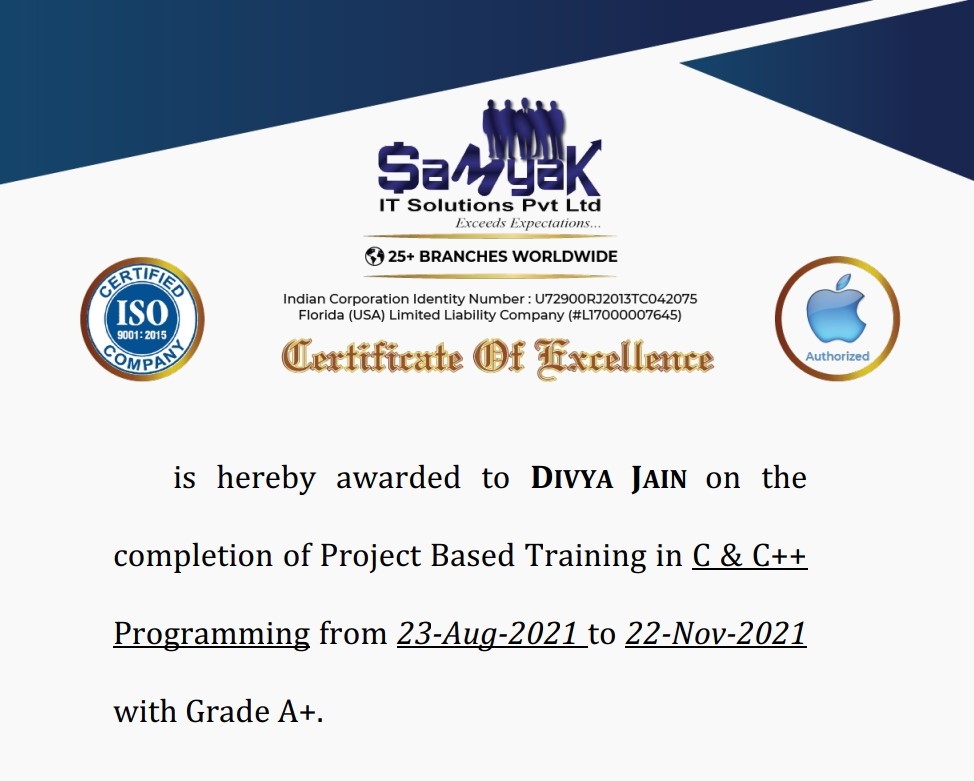 $aMyaK
IT Solutions Pvt Ltd
Exceeds Expectations...
25+ BRANCHES WORLDWIDE
CERTIFIED
ISO
9001:2015
COMPANY
Indian Corporation Identity Number : U72900RJ2013TC042075
Florida (USA) Limited Liability Company (#L17000007645)
Authorized
Certificate Of Excellence
is hereby awarded to DIVYA JAIN on the
completion of Project Based Training in C & C++
Programming from 23-Aug-2021 to 22-Nov-2021
with Grade A+.